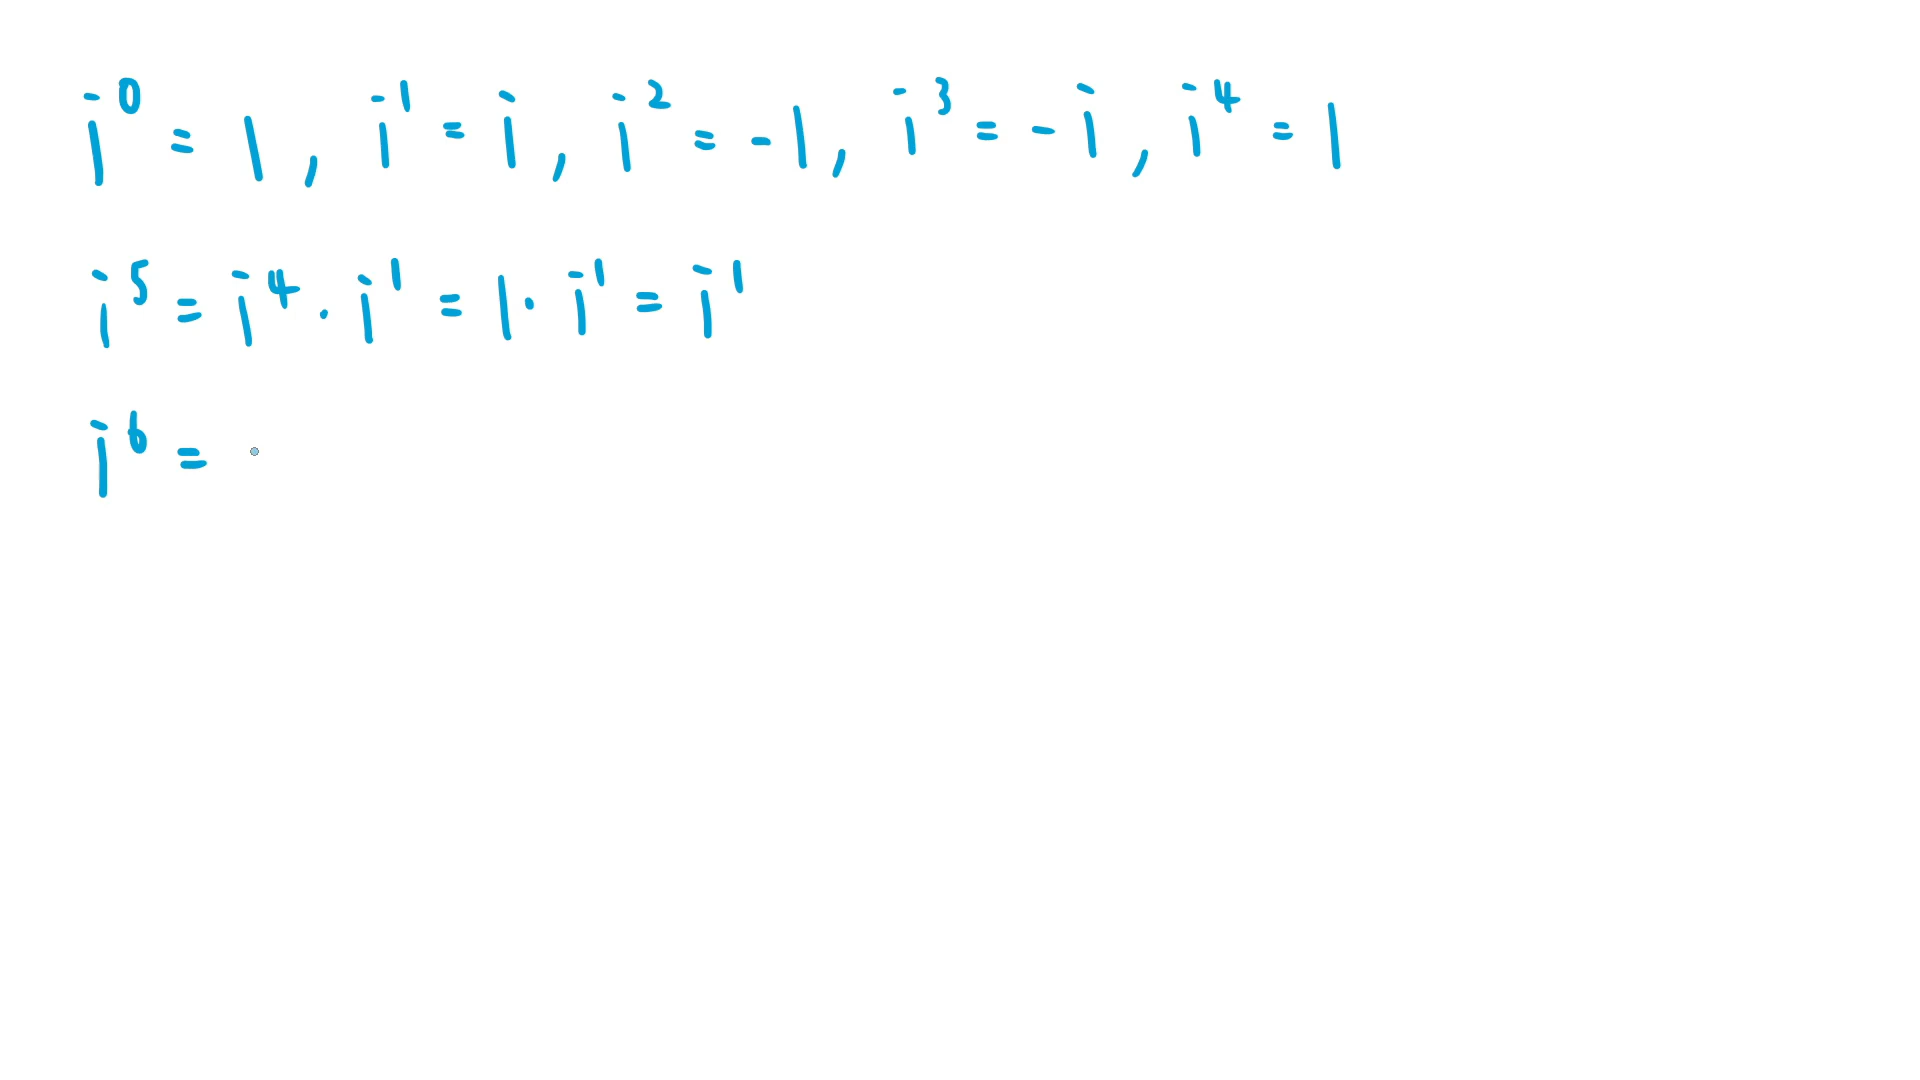 i⁰ = 1, i¹ = i, i² = -1, i³ = -i, i⁴ = 1
i⁵ = i⁴ · i¹ = 1 · i¹ = i¹
i⁶ =